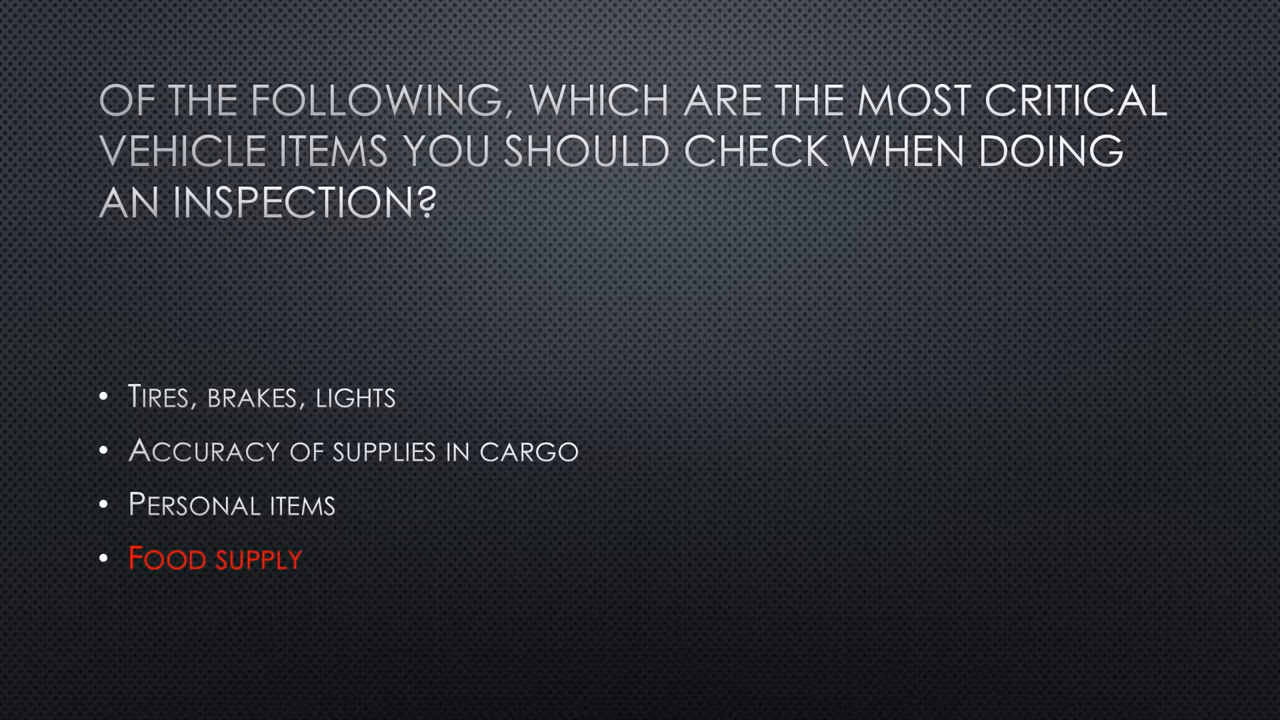 OF THE FOLLOWING, WHICH ARE THE MOST CRITICAL
VEHICLE ITEMS YOU SHOULD CHECK WHEN DOING
AN INSPECTION?
• TIRES, BRAKES, LIGHTS
• ACCURACY OF SUPPLIES IN CARGO
• PERSONAL ITEMS
• FOOD SUPPLY